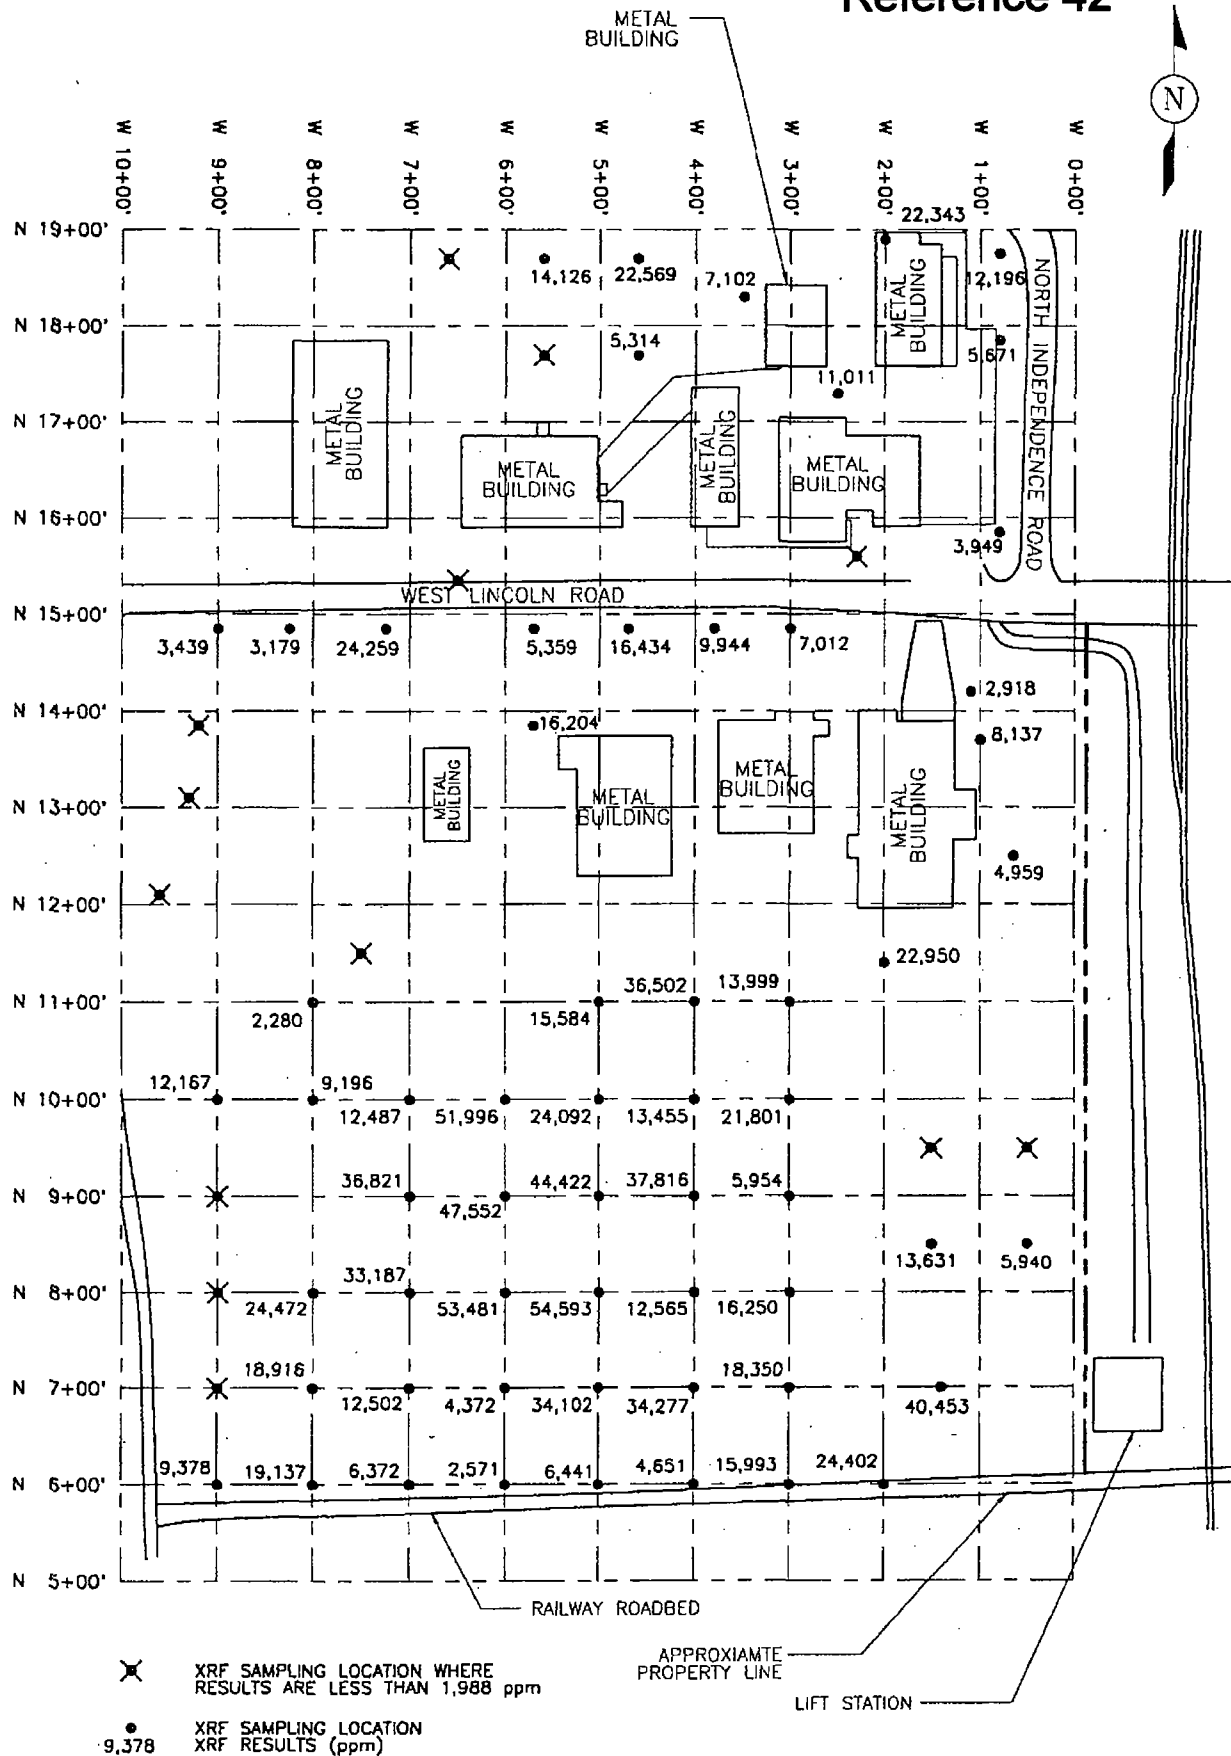 Reference 42
METAL
BUILDING
N
W 10+00'
W 9+00'
W 8+00'
W 7+00'
W 6+00'
W 5+00'
W 4+00'
W 3+00'
W 2+00'
W 1+00'
W 0+00'
22,343
N 19+00'
14,126
22,569
7,102
METAL
BUILDING
12,196
NORTH INDEPENDENCE ROAD
N 18+00'
5,314
5,671
11,011
N 17+00'
METAL
BUILDING
METAL
BUILDING
METAL
BUILDING
METAL
BUILDING
N 16+00'
3,949
WEST LINCOLN ROAD
N 15+00'
3,439
3,179
24,259
5,359
16,434
9,944
7,012
2,918
N 14+00'
16,204
8,137
METAL
BUILDING
METAL
BUILDING
METAL
BUILDING
METAL
BUILDING
N 13+00'
4,959
N 12+00'
22,950
36,502
13,999
N 11+00'
2,280
15,584
12,167
9,196
N 10+00'
12,487
51,996
24,092
13,455
21,801
36,821
44,422
37,816
5,954
N 9+00'
47,552
13,631
5,940
33,187
N 8+00'
24,472
53,481
54,593
12,565
16,250
18,916
18,350
N 7+00'
12,502
4,372
34,102
34,277
40,453
9,378
19,137
6,372
2,571
6,441
4,651
15,993
24,402
N 6+00'
N 5+00'
RAILWAY ROADBED
APPROXIAMTE
PROPERTY LINE
LIFT STATION
XRF SAMPLING LOCATION WHERE
RESULTS ARE LESS THAN 1,988 ppm
XRF SAMPLING LOCATION
9,378 XRF RESULTS (ppm)